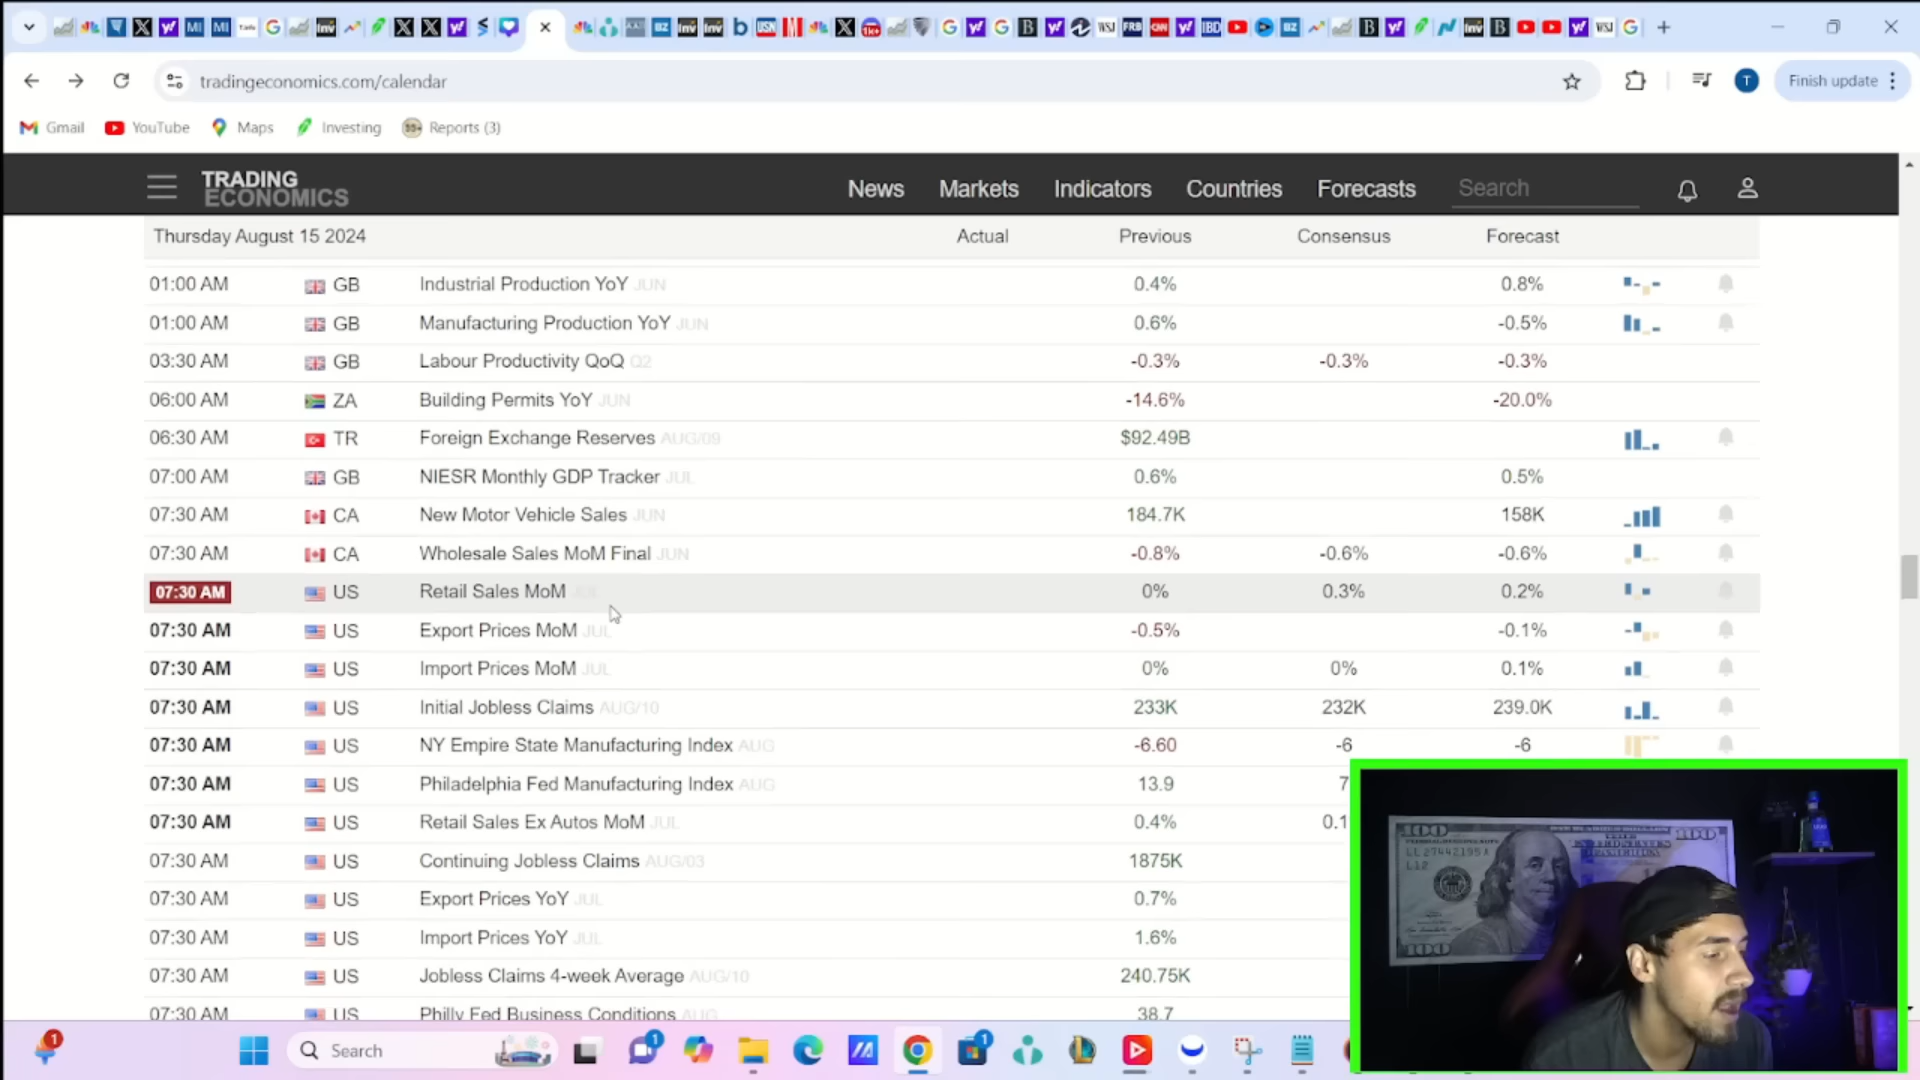 tradingeconomics.com/calendar
Finish update
Gmail YouTube Maps Investing Reports (3)
TRADING
ECONOMICS
News Markets Indicators Countries Forecasts Search
Thursday August 15 2024 Actual Previous Consensus Forecast
01:00 AM GB Industrial Production YoY JUN 0.4% 0.8%
01:00 AM GB Manufacturing Production YoY JUN 0.6% -0.5%
03:30 AM GB Labour Productivity QoQ Q2 -0.3% -0.3% -0.3%
06:00 AM ZA Building Permits YoY JUN -14.6% -20.0%
06:30 AM TR Foreign Exchange Reserves AUG/09 $92.49B
07:00 AM GB NIESR Monthly GDP Tracker JUL 0.6% 0.5%
07:30 AM CA New Motor Vehicle Sales JUN 184.7K 158K
07:30 AM CA Wholesale Sales MoM Final JUN -0.8% -0.6% -0.6%
07:30 AM US Retail Sales MoM 0% 0.3% 0.2%
07:30 AM US Export Prices MoM JUL -0.5% -0.1%
07:30 AM US Import Prices MoM JUL 0% 0% 0.1%
07:30 AM US Initial Jobless Claims AUG/10 233K 232K 239.0K
07:30 AM US NY Empire State Manufacturing Index AUG -6.60 -6 -6
07:30 AM US Philadelphia Fed Manufacturing Index AUG 13.9 7
07:30 AM US Retail Sales Ex Autos MoM JUL 0.4% 0.1
07:30 AM US Continuing Jobless Claims AUG/03 1875K
07:30 AM US Export Prices YoY JUL 0.7%
07:30 AM US Import Prices YoY JUL 1.6%
07:30 AM US Jobless Claims 4-week Average AUG/10 240.75K
07:30 AM US Philly Fed Business Conditions AUG 38.7
Search